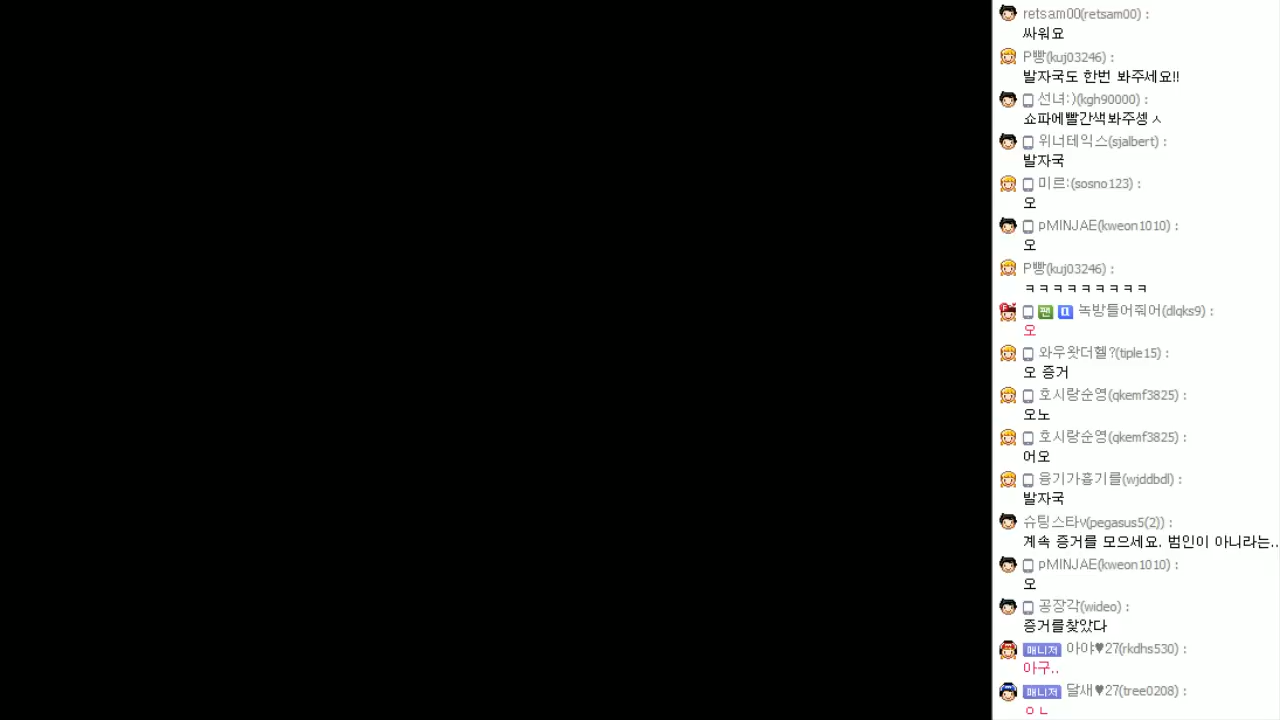 retsam00(retsam00) :
싸워요
P빵(kuj03246) :
발자국도 한번 봐주세요!!
선녀:)(kgh90000) :
쇼파에빨간색봐주셍ㅅ
위너테익스(sjalbert) :
발자국
미르:(sosno123) :
오
pMINJAE(kweon1010) :
오
P빵(kuj03246) :
ㅋㅋㅋㅋㅋㅋㅋㅋㅋ
팬 녹방틀어줘어(dlqks9) :
오
와우왓더헬?(tiple15) :
오 증거
호시랑순영(qkemf3825) :
오노
호시랑순영(qkemf3825) :
어오
융기가흡기를(wjddbdl) :
발자국
슈팅스타v(pegasus5(2)) :
계속 증거를 모으세요. 범인이 아니라는..
pMINJAE(kweon1010) :
오
공장각(wideo) :
증거를찾았다
매니저 아야♥27(rkdhs530) :
아구..
매니저 달새♥27(tree0208) :
ㅇㄴ